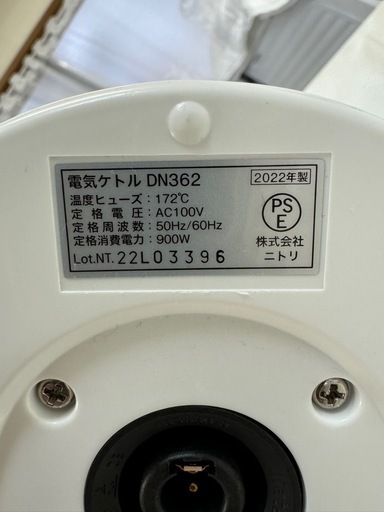 電気ケトル DN362
2022年製
温度ヒューズ：172℃
定格電圧：AC100V
定格周波数：50Hz/60Hz
定格消費電力：900W
Lot.NT. 22L03396
PSE
株式会社
ニトリ